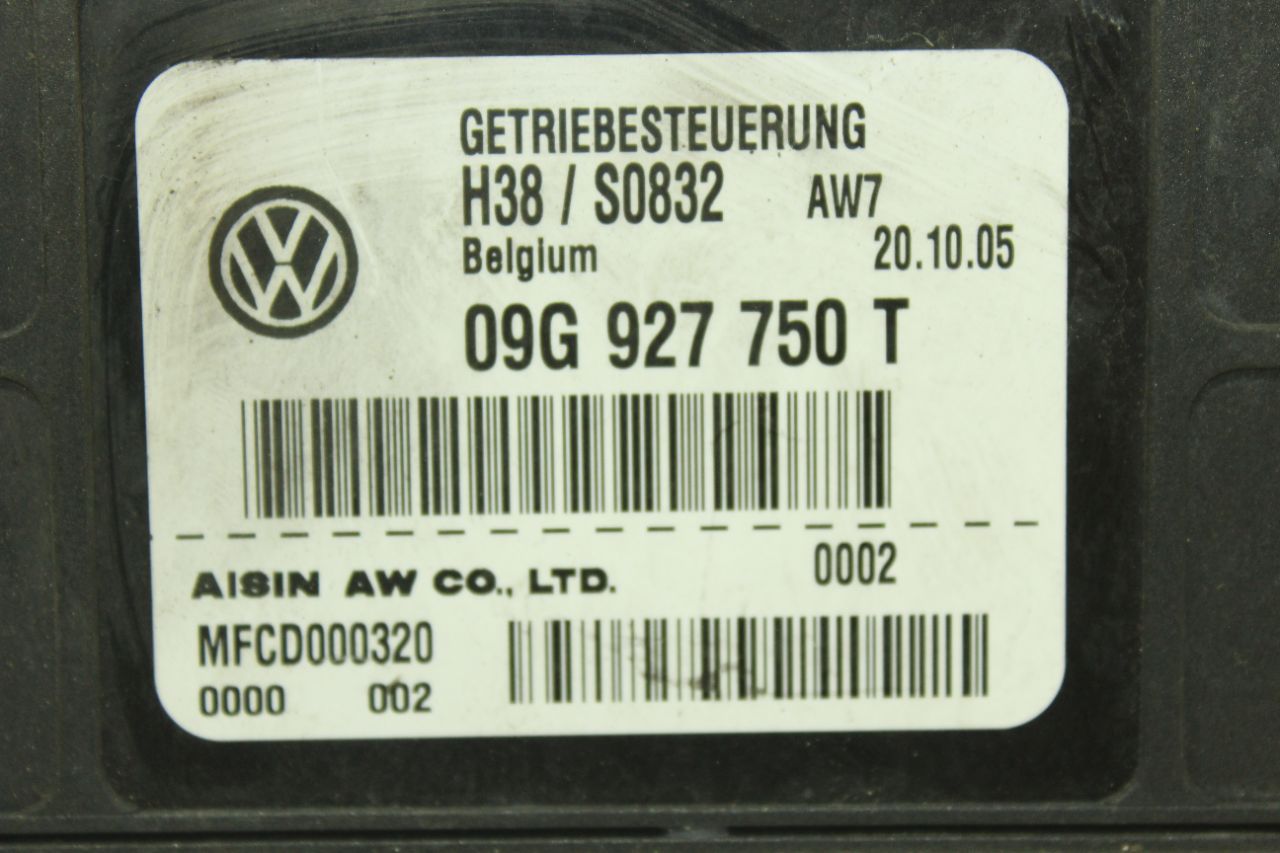 GETRIEBESTEUERUNG
H38 / S0832 AW7
Belgium 20.10.05
09G 927 750 T
0002
AISIN AW CO., LTD.
MFCD000320
0000 002